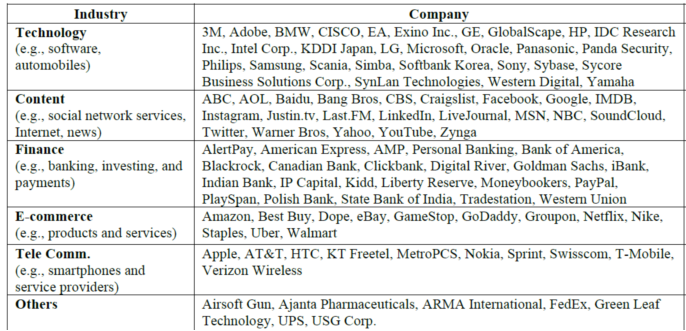 Industry Company
Technology 3M, Adobe, BMW, CISCO, EA, Exino Inc., GE, GlobalScape, HP, IDC Research
(e.g., software, Inc., Intel Corp., KDDI Japan, LG, Microsoft, Oracle, Panasonic, Panda Security,
automobiles) Philips, Samsung, Scania, Simba, Softbank Korea, Sony, Sybase, Sycore
Business Solutions Corp., SynLan Technologies, Western Digital, Yamaha
Content ABC, AOL, Baidu, Bang Bros, CBS, Craigslist, Facebook, Google, IMDB,
(e.g., social network services, Instagram, Justin.tv, Last.FM, LinkedIn, LiveJournal, MSN, NBC, SoundCloud,
Internet, news) Twitter, Warner Bros, Yahoo, YouTube, Zynga
Finance AlertPay, American Express, AMP, Personal Banking, Bank of America,
(e.g., banking, investing, and Blackrock, Canadian Bank, Clickbank, Digital River, Goldman Sachs, iBank,
payments) Indian Bank, IP Capital, Kidd, Liberty Reserve, Moneybookers, PayPal,
PlaySpan, Polish Bank, State Bank of India, Tradestation, Western Union
E-commerce Amazon, Best Buy, Dope, eBay, GameStop, GoDaddy, Groupon, Netflix, Nike,
(e.g., products and services) Staples, Uber, Walmart
Tele Comm. Apple, AT&T, HTC, KT Freetel, MetroPCS, Nokia, Sprint, Swisscom, T-Mobile,
(e.g., smartphones and Verizon Wireless
service providers)
Others Airsoft Gun, Ajanta Pharmaceuticals, ARMA International, FedEx, Green Leaf
Technology, UPS, USG Corp.